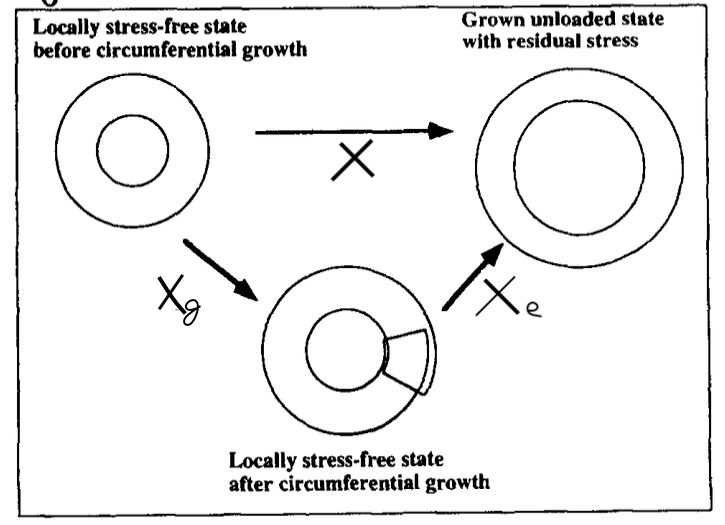 Locally stress-free state
before circumferential growth
Grown unloaded state
with residual stress
X
Xg
Xe
Locally stress-free state
after circumferential growth